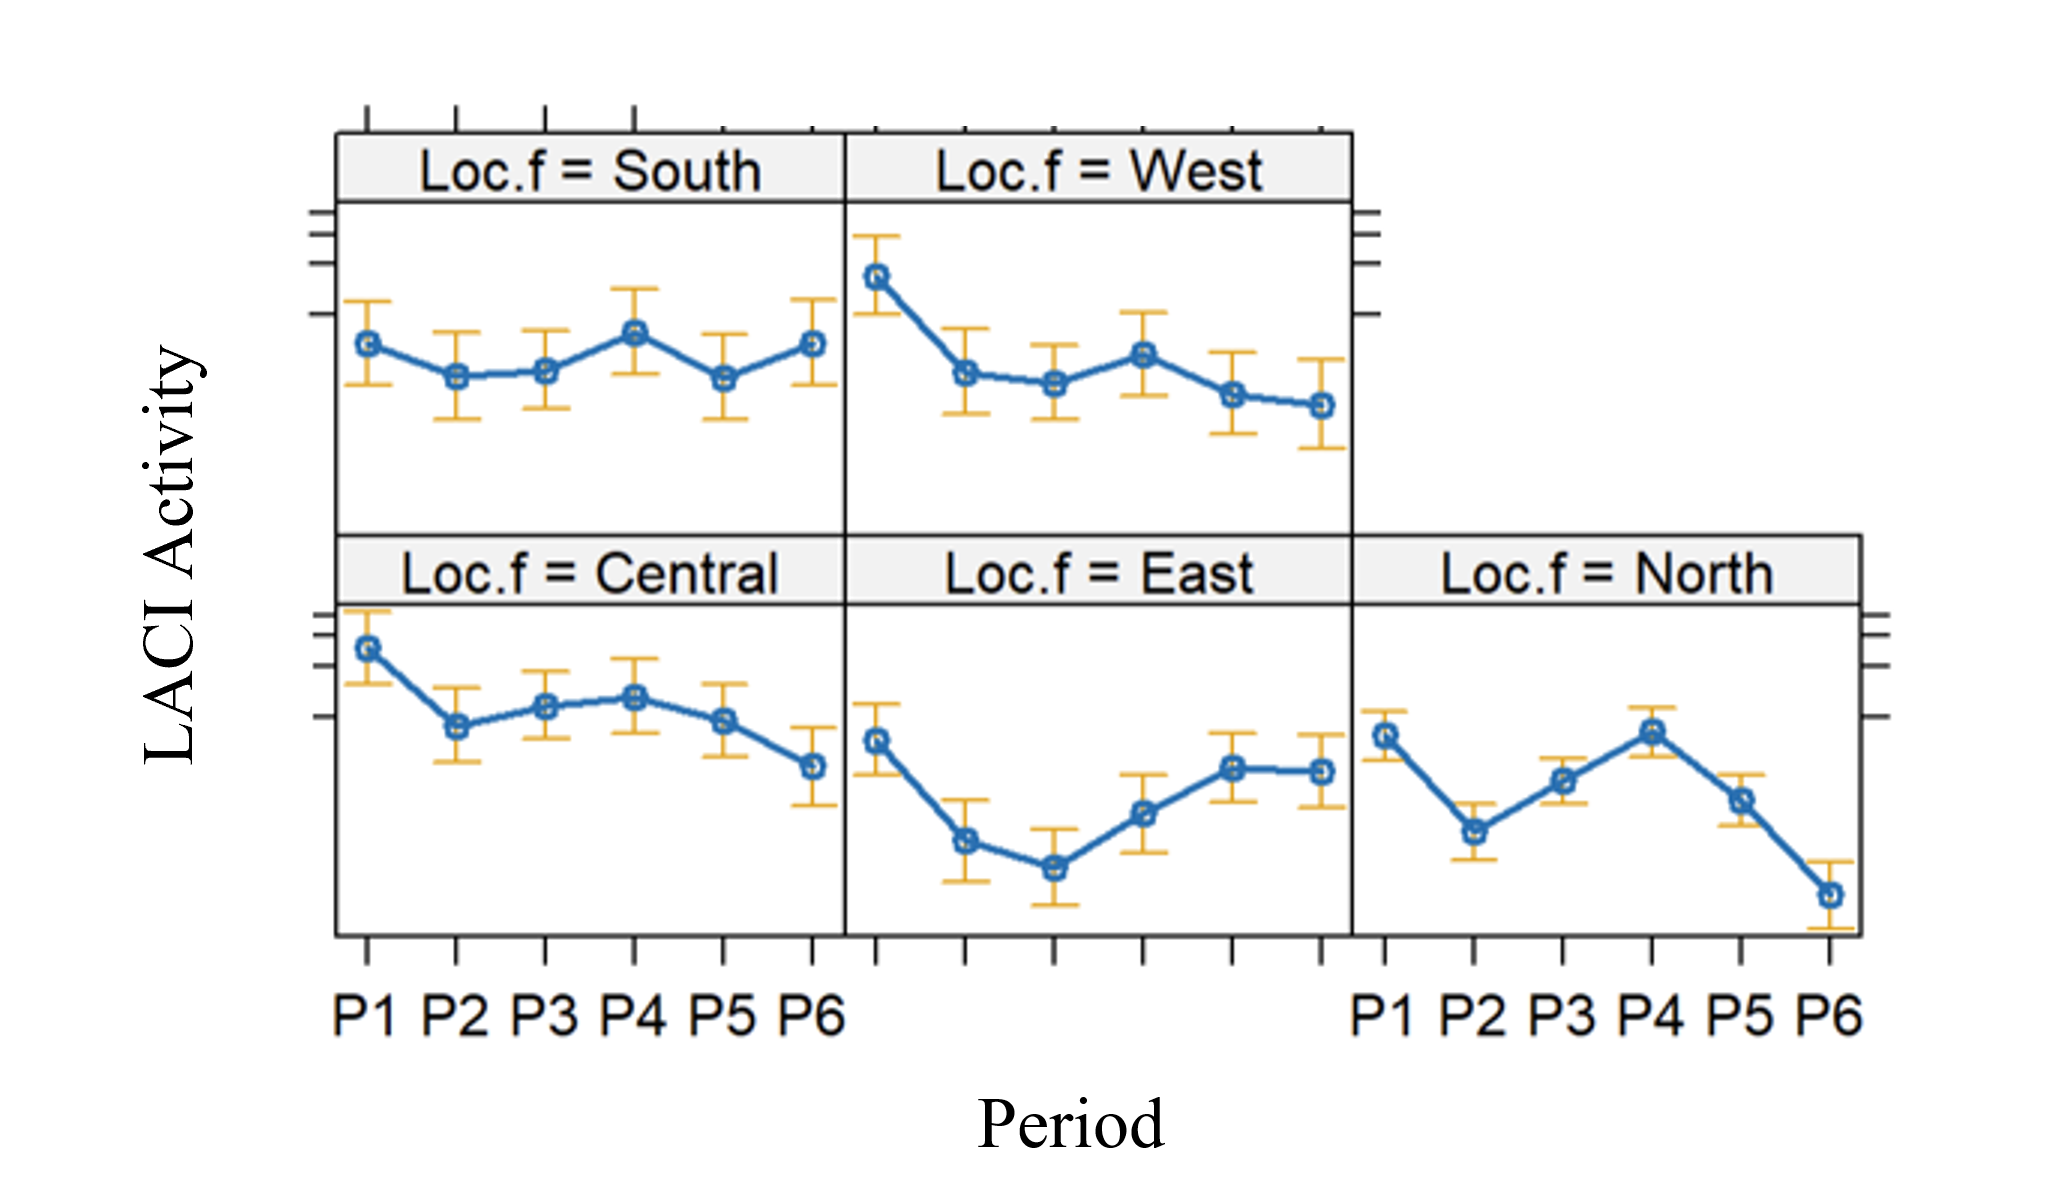 Loc.f = South
Loc.f = West
LACI Activity
Loc.f = Central
Loc.f = East
Loc.f = North
P1 P2 P3 P4 P5 P6
P1 P2 P3 P4 P5 P6
Period